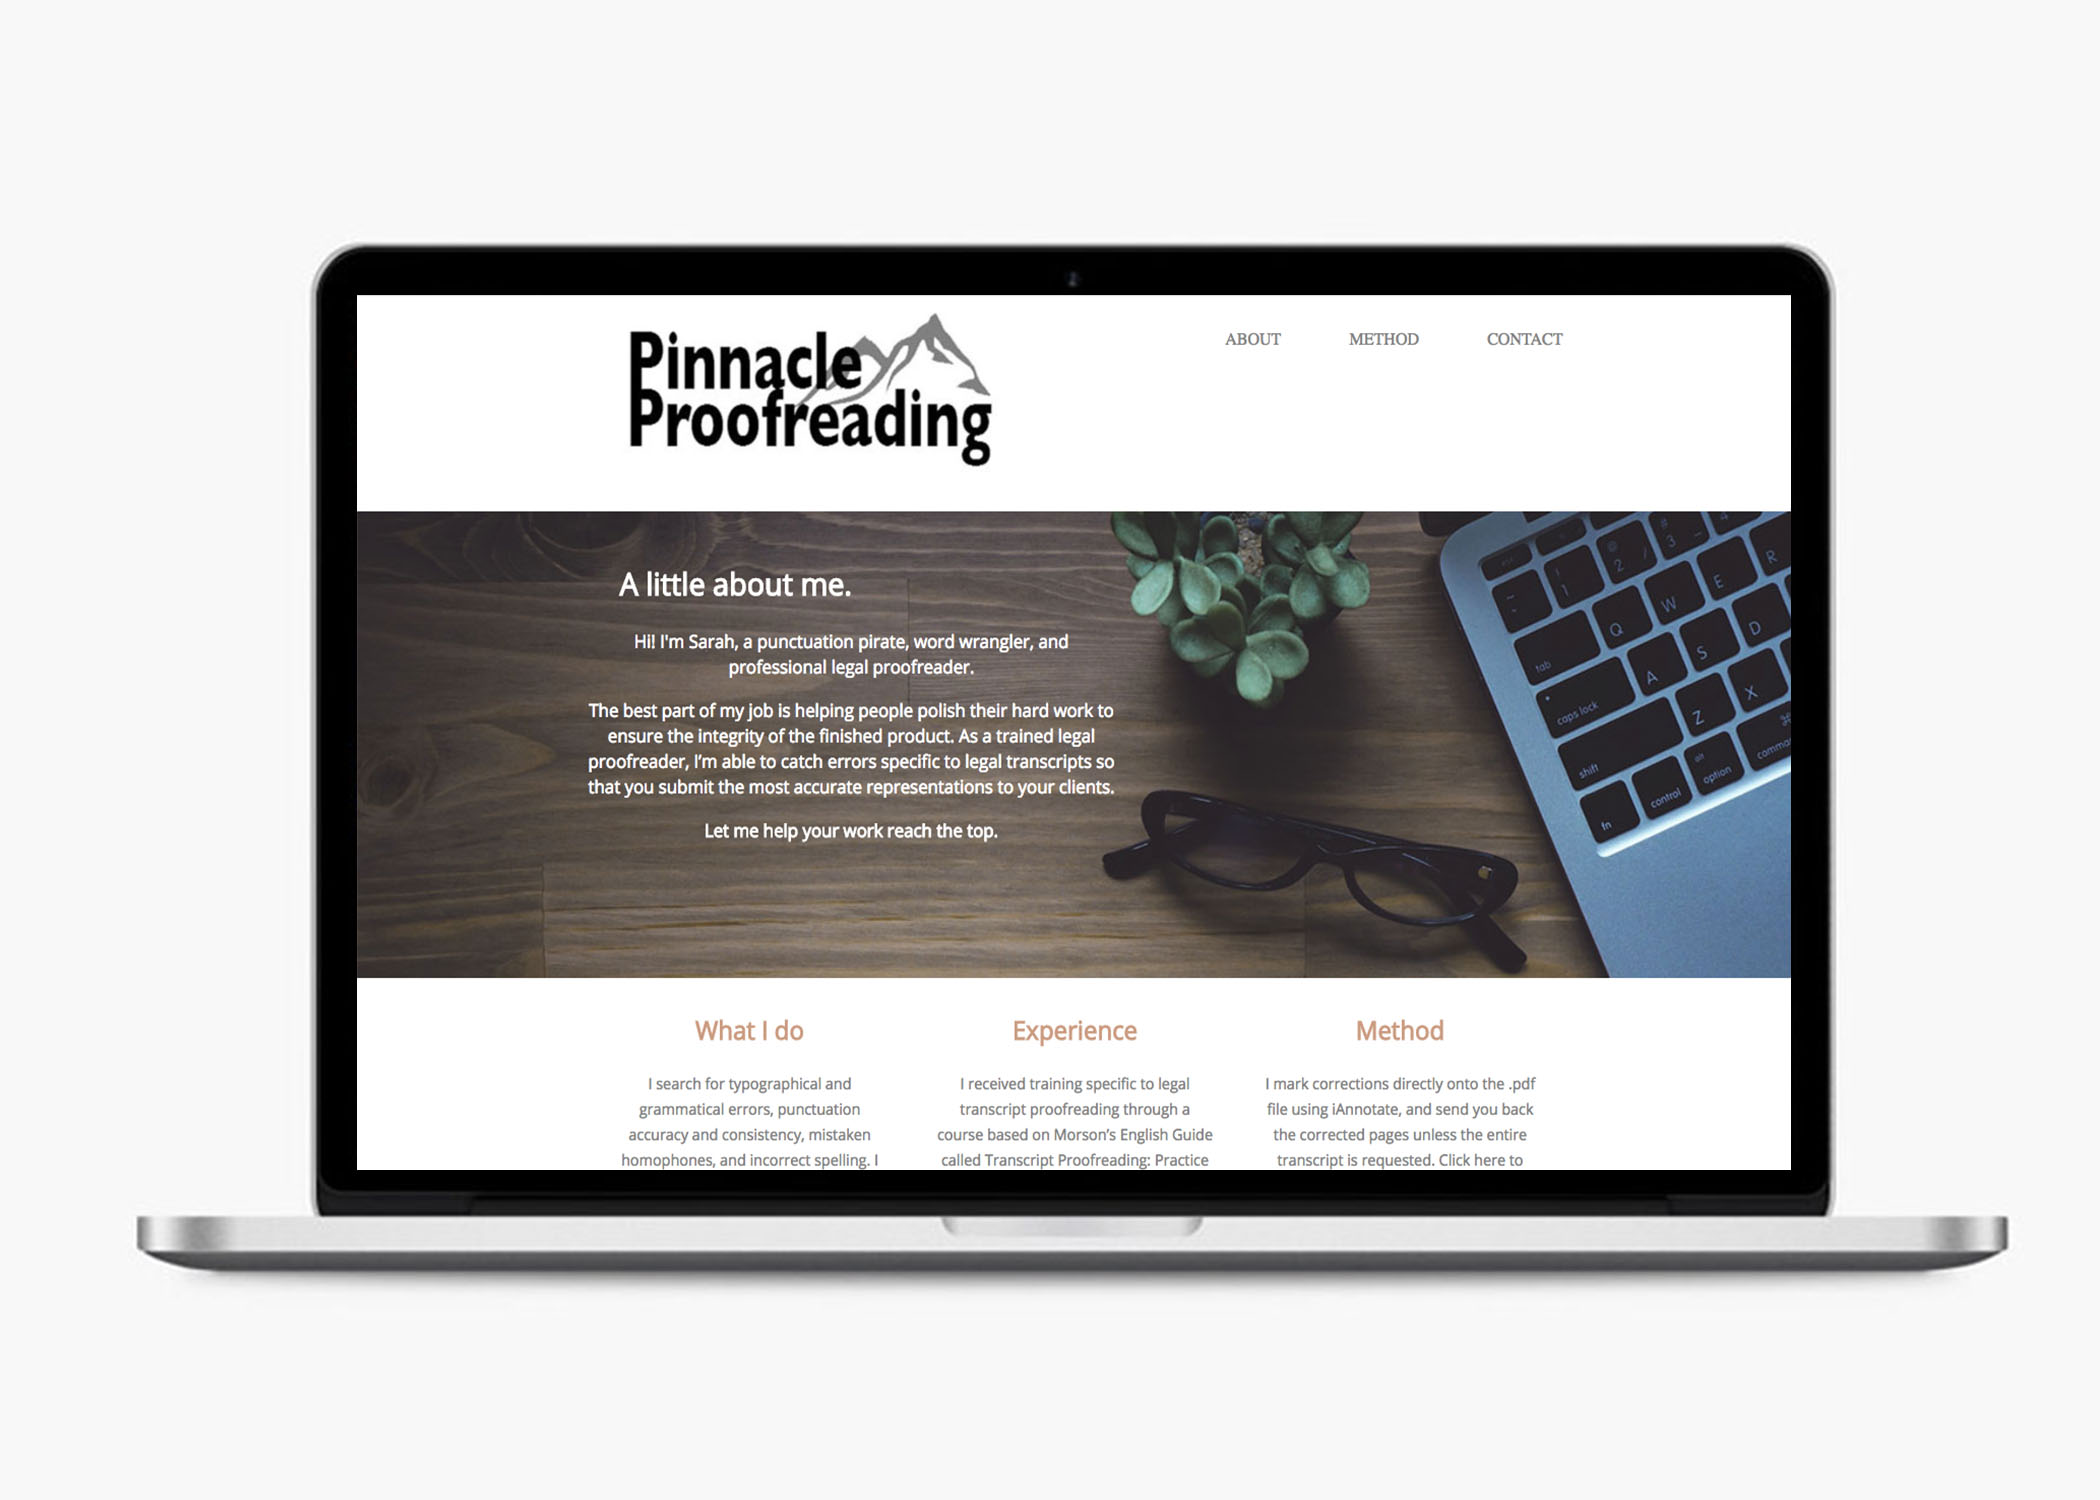 Pinnacle
Proofreading
ABOUT METHOD CONTACT
A little about me.
Hi! I'm Sarah, a punctuation pirate, word wrangler, and
professional legal proofreader.
The best part of my job is helping people polish their hard work to
ensure the integrity of the finished product. As a trained legal
proofreader, I’m able to catch errors specific to legal transcripts so
that you submit the most accurate representations to your clients.
Let me help your work reach the top.
# 3
4
@ 2
! 1
~
Q W E R
tab
A S D
caps lock
Z X
shift
fn control alt option ⌘
What I do
I search for typographical and
grammatical errors, punctuation
accuracy and consistency, mistaken
homophones, and incorrect spelling. I
Experience
I received training specific to legal
transcript proofreading through a
course based on Morson’s English Guide
called Transcript Proofreading: Practice
Method
I mark corrections directly onto the .pdf
file using iAnnotate, and send you back
the corrected pages unless the entire
transcript is requested. Click here to